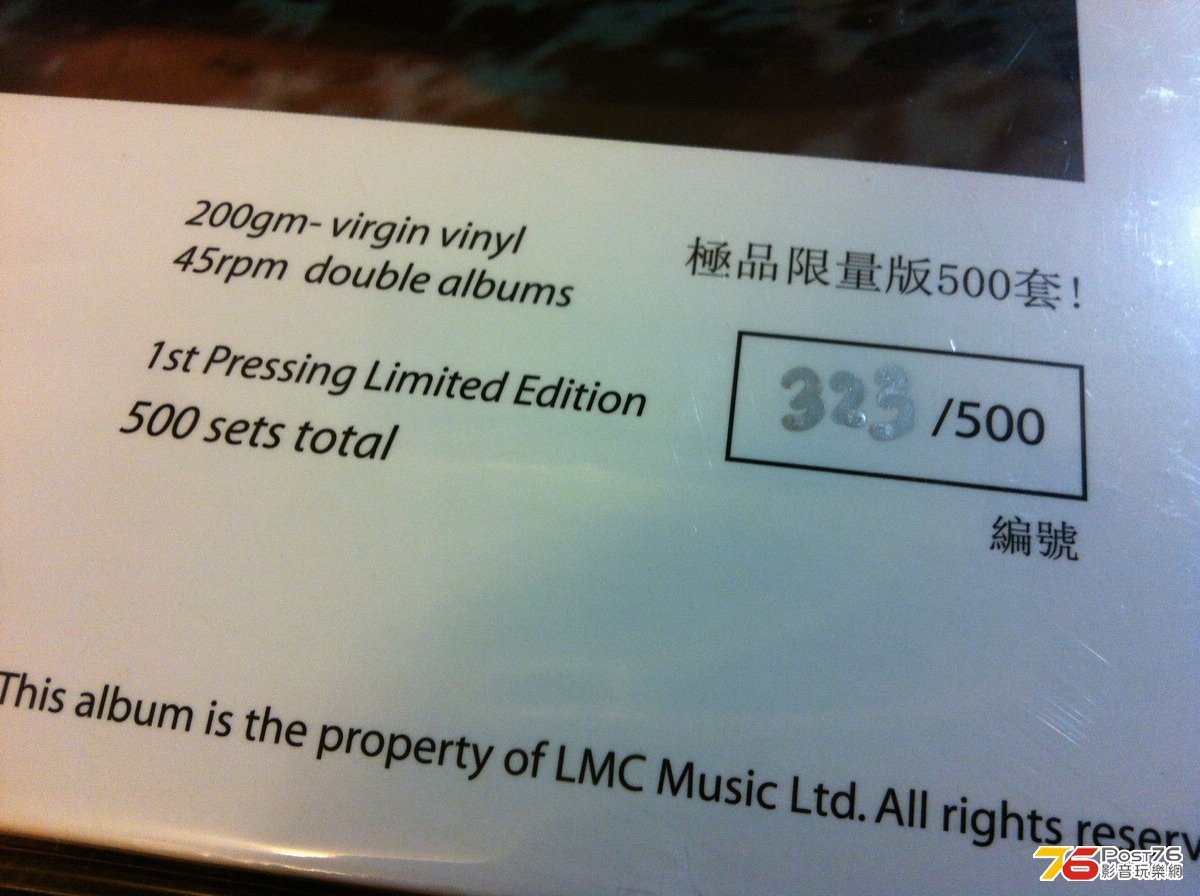 200gm- virgin vinyl
45rpm double albums
極品限量版500套!
1st Pressing Limited Edition
500 sets total
323 /500
編號
This album is the property of LMC Music Ltd. All rights reserv
76 Post76
影音玩樂網